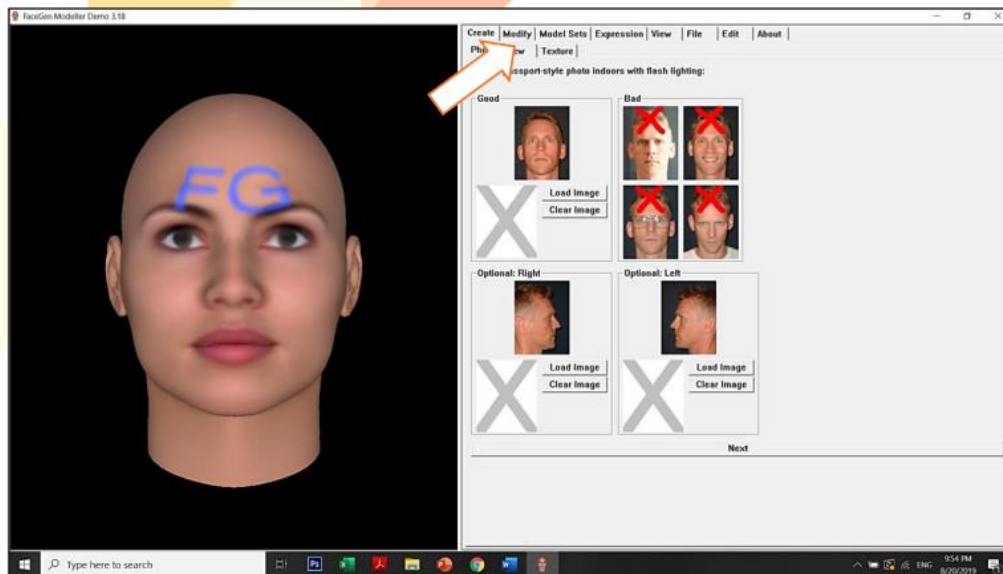 FaceGen Modeller Demo 3.18
Create Modify Model Sets Expression View File Edit About
Texture
passport-style photo indoors with flash lighting:
Good
Bad
Load Image
Clear Image
Optional: Right
Optional: Left
Load Image
Clear Image
Load Image
Clear Image
Next
FG
Type here to search
Ps
ENG
9:54 PM
8/20/2019